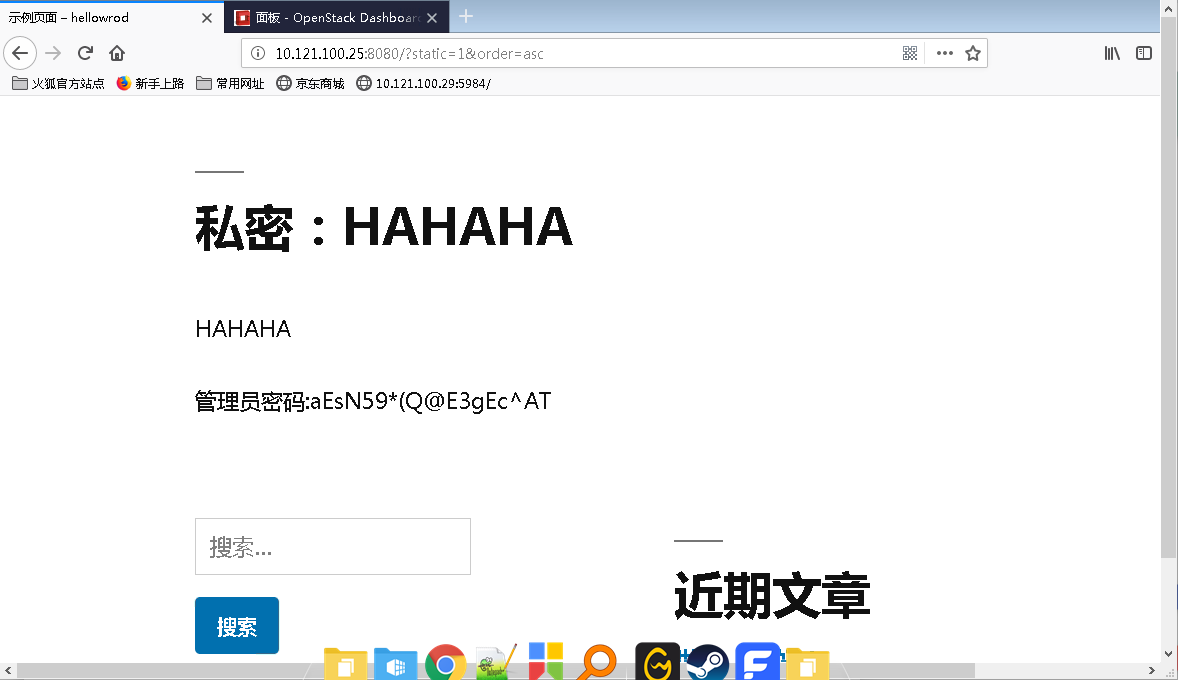 示例页面 – hellowrod
面板 - OpenStack Dashboar
10.121.100.25:8080/?static=1&order=asc
火狐官方站点 新手上路 常用网址 京东商城 10.121.100.29:5984/
私密：HAHAHA
HAHAHA
管理员密码:aEsN59*(Q@E3gEc^AT
搜索...
搜索
近期文章